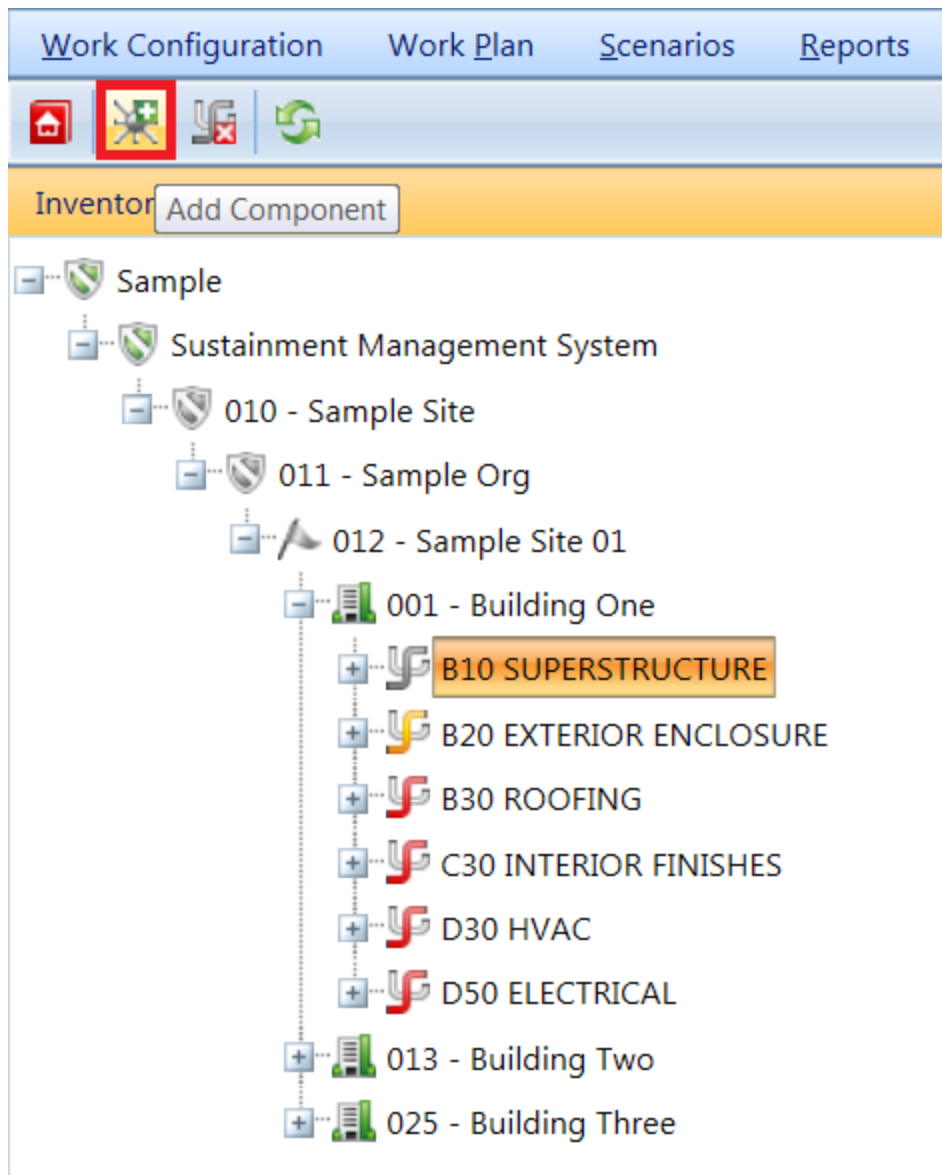 Work Configuration Work Plan Scenarios Reports
Inventor
Add Component
Sample
Sustainment Management System
010 - Sample Site
011 - Sample Org
012 - Sample Site 01
001 - Building One
B10 SUPERSTRUCTURE
B20 EXTERIOR ENCLOSURE
B30 ROOFING
C30 INTERIOR FINISHES
D30 HVAC
D50 ELECTRICAL
013 - Building Two
025 - Building Three